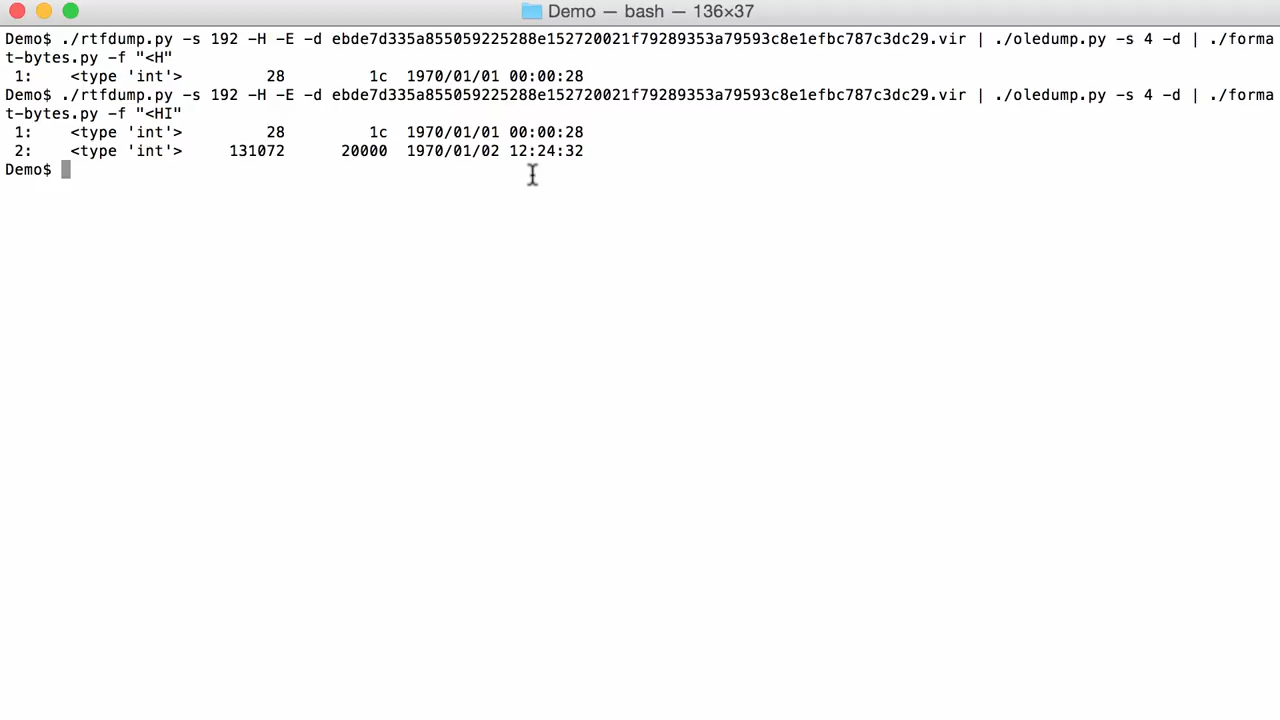 Demo — bash — 136×37
Demo$ ./rtfdump.py -s 192 -H -E -d ebde7d335a855059225288e152720021f79289353a79593c8e1efbc787c3dc29.vir | ./oledump.py -s 4 -d | ./forma
t-bytes.py -f "<H"
1: <type 'int'> 28 1c 1970/01/01 00:00:28
Demo$ ./rtfdump.py -s 192 -H -E -d ebde7d335a855059225288e152720021f79289353a79593c8e1efbc787c3dc29.vir | ./oledump.py -s 4 -d | ./forma
t-bytes.py -f "<HI"
1: <type 'int'> 28 1c 1970/01/01 00:00:28
2: <type 'int'> 131072 20000 1970/01/02 12:24:32
Demo$